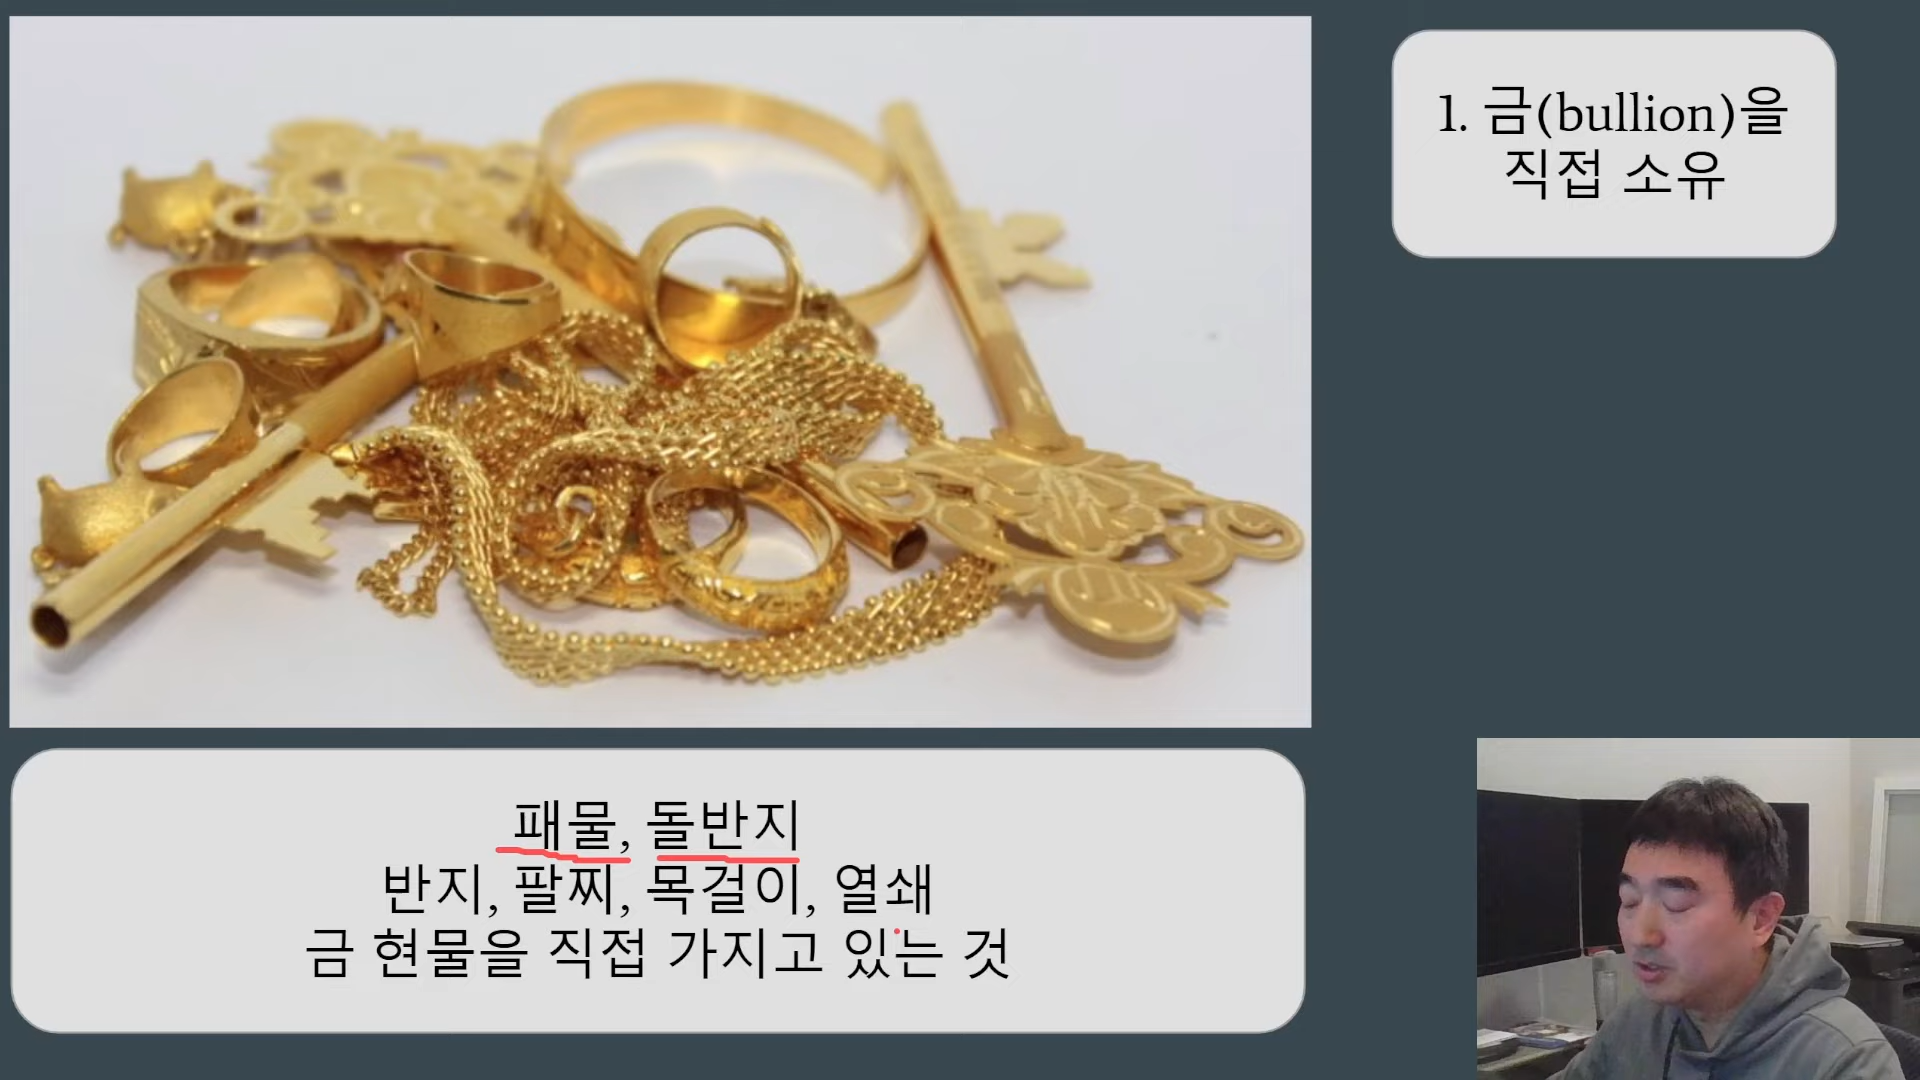 1. 금(bullion)을
직접 소유
패물, 돌반지
반지, 팔찌, 목걸이, 열쇄
금 현물을 직접 가지고 있는 것